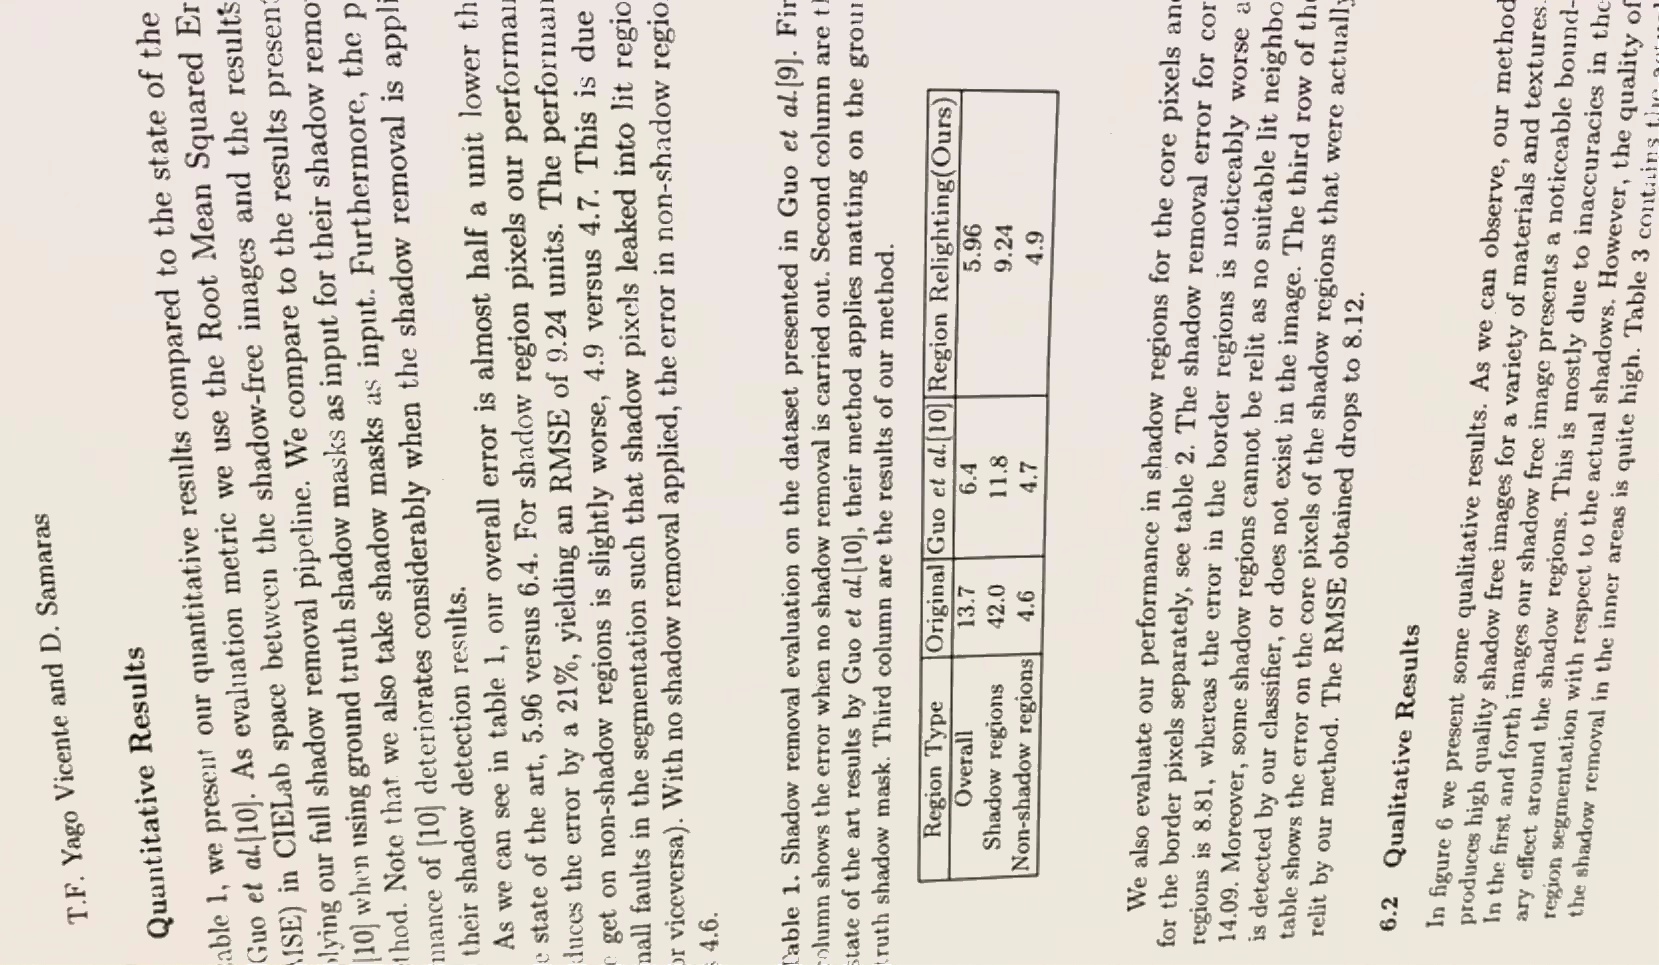 T.F. Yago Vicente and D. Samaras
Quantitative Results
able 1, we present our quantitative results compared to the state of the
Guo et al.[10]. As evaluation metric we use the Root Mean Squared Er
MSE) in CIELab space between the shadow-free images and the results
lying our full shadow removal pipeline. We compare to the results present
[10] when using ground truth shadow masks as input for their shadow remo
thod. Note that we also take shadow masks as input. Furthermore, the p
mance of [10] deteriorates considerably when the shadow removal is appli
their shadow detection results.
As we can see in table 1, our overall error is almost half a unit lower th
e state of the art, 5.96 versus 6.4. For shadow region pixels our performan
duces the error by a 21%, yielding an RMSE of 9.24 units. The performan
e get on non-shadow regions is slightly worse, 4.9 versus 4.7. This is due
mall faults in the segmentation such that shadow pixels leaked into lit regio
or viceversa). With no shadow removal applied, the error in non-shadow regio
s 4.6.
Table 1. Shadow removal evaluation on the dataset presented in Guo et al.[9]. Fir
olumn shows the error when no shadow removal is carried out. Second column are th
state of the art results by Guo et al.[10], their method applies matting on the groun
truth shadow mask. Third column are the results of our method.
Region Type Original Guo et al.[10] Region Relighting(Ours)
Overall 13.7 6.4 5.96
Shadow regions 42.0 11.8 9.24
Non-shadow regions 4.6 4.7 4.9
We also evaluate our performance in shadow regions for the core pixels and
for the border pixels separately, see table 2. The shadow removal error for cor
regions is 8.81, whereas the error in the border regions is noticeably worse a
14.09. Moreover, some shadow regions cannot be relit as no suitable lit neighbo
is detected by our classifier, or does not exist in the image. The third row of the
table shows the error on the core pixels of the shadow regions that were actually
relit by our method. The RMSE obtained drops to 8.12.
6.2 Qualitative Results
In figure 6 we present some qualitative results. As we can observe, our method
produces high quality shadow free images for a variety of materials and textures.
In the first and forth images our shadow free image presents a noticeable bound-
ary effect around the shadow regions. This is mostly due to inaccuracies in the
region segmentation with respect to the actual shadows. However, the quality of
the shadow removal in the inner areas is quite high. Table 3 contains the